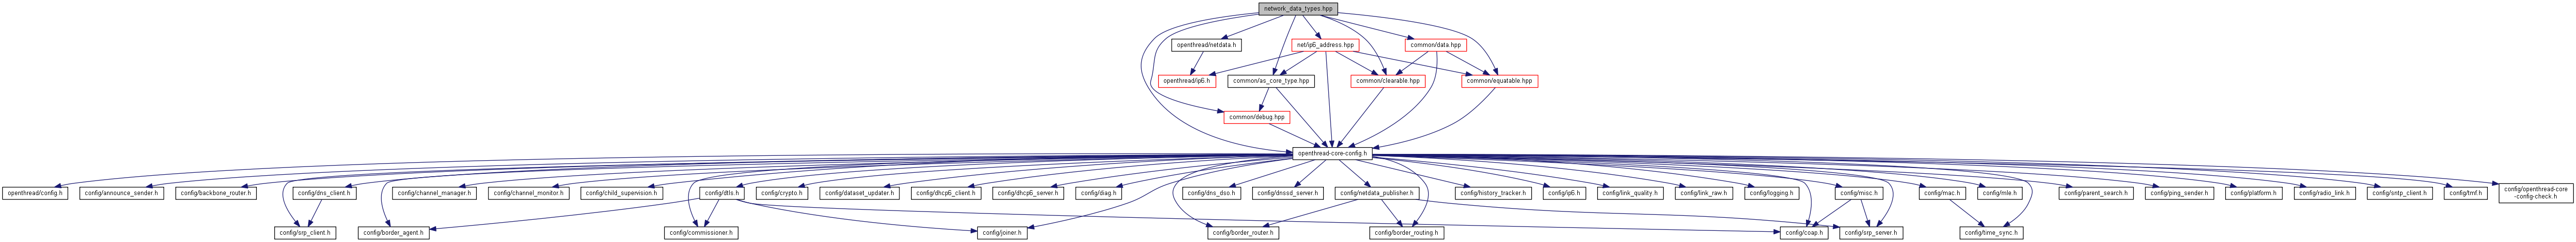 network_data_types.hpp
openthread/netdata.h
net/ip6_address.hpp
common/data.hpp
openthread/ip6.h
common/as_core_type.hpp
common/clearable.hpp
common/equatable.hpp
common/debug.hpp
openthread-core-config.h
openthread/config.h
config/announce_sender.h
config/backbone_router.h
config/dns_client.h
config/channel_manager.h
config/channel_monitor.h
config/child_supervision.h
config/dtls.h
config/crypto.h
config/dataset_updater.h
config/dhcp6_client.h
config/dhcp6_server.h
config/diag.h
config/dns_dso.h
config/dnssd_server.h
config/netdata_publisher.h
config/history_tracker.h
config/ip6.h
config/link_quality.h
config/link_raw.h
config/logging.h
config/misc.h
config/mac.h
config/mle.h
config/parent_search.h
config/ping_sender.h
config/platform.h
config/radio_link.h
config/sntp_client.h
config/tmf.h
config/openthread-core
-config-check.h
config/srp_client.h
config/border_agent.h
config/commissioner.h
config/joiner.h
config/border_router.h
config/border_routing.h
config/coap.h
config/srp_server.h
config/time_sync.h